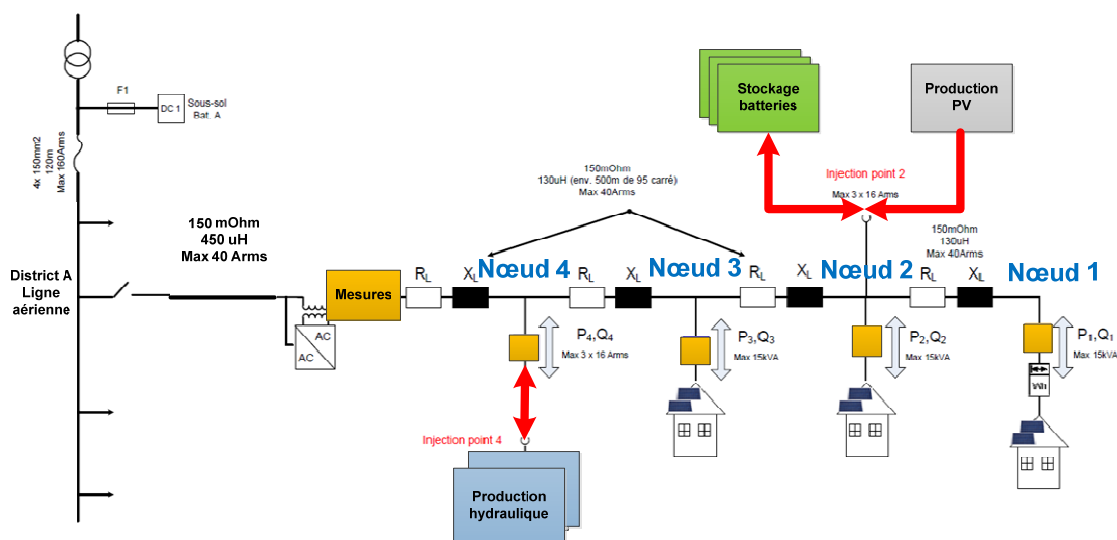 F1
DC 1
Sous-sol
Bat. A
4x 150mm2
120m
Max 160Arms
150 mOhm
450 uH
Max 40 Arms
District A
Ligne
aérienne
AC
AC
Mesures
150mOhm
130uH (env. 500m de 95 carré)
Max 40Arms
Stockage
batteries
Production
PV
Injection point 2
Max 3 x 16 Arms
150mOhm
130uH
Max 40Arms
RL
XL
Nœud 4
RL
XL
Nœud 3
RL
XL
Nœud 2
RL
XL
Nœud 1
P4,Q4
Max 3 x 16 Arms
P3,Q3
Max 15kVA
P2,Q2
Max 15kVA
P1,Q1
Max 15kVA
Wh
Injection point 4
Production
hydraulique